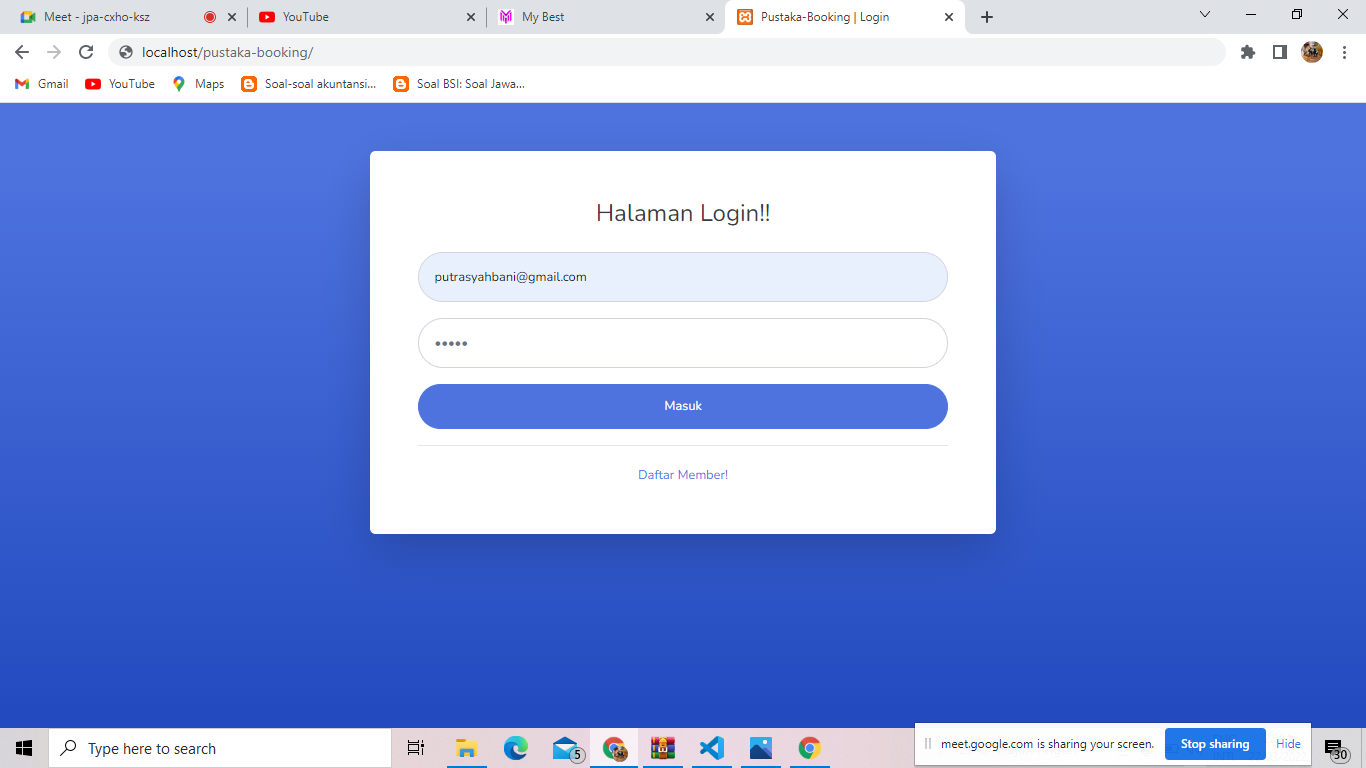 Meet - jpa-cxho-ksz
YouTube
My Best
Pustaka-Booking | Login
localhost/pustaka-booking/
Gmail
YouTube
Maps
Soal-soal akuntansi...
Soal BSI: Soal Jawa...
Halaman Login!!
putrasyahbani@gmail.com
•••••
Masuk
Daftar Member!
Type here to search
5
meet.google.com is sharing your screen.
Stop sharing
Hide
30